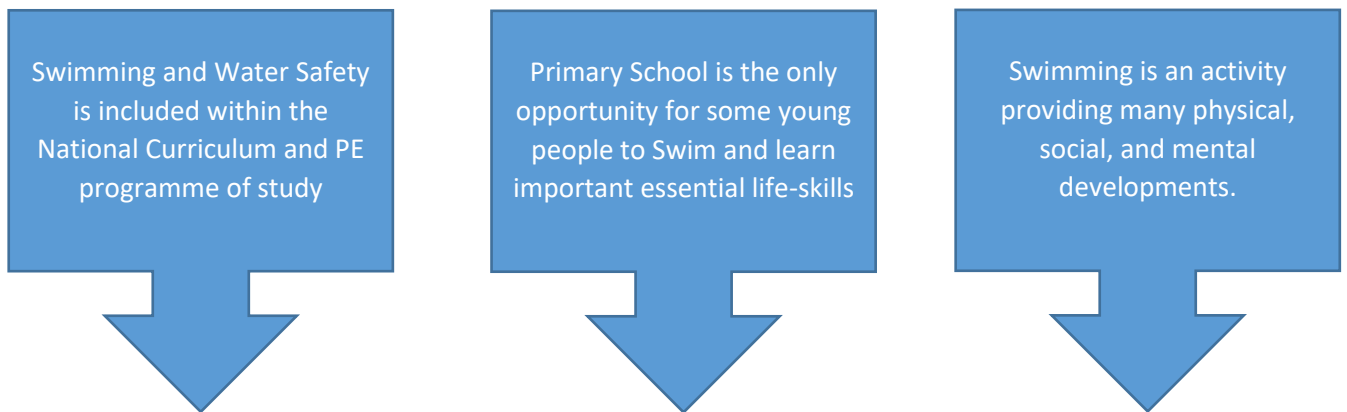 Swimming and Water Safety
is included within the
National Curriculum and PE
programme of study
Primary School is the only
opportunity for some young
people to Swim and learn
important essential life-skills
Swimming is an activity
providing many physical,
social, and mental
developments.